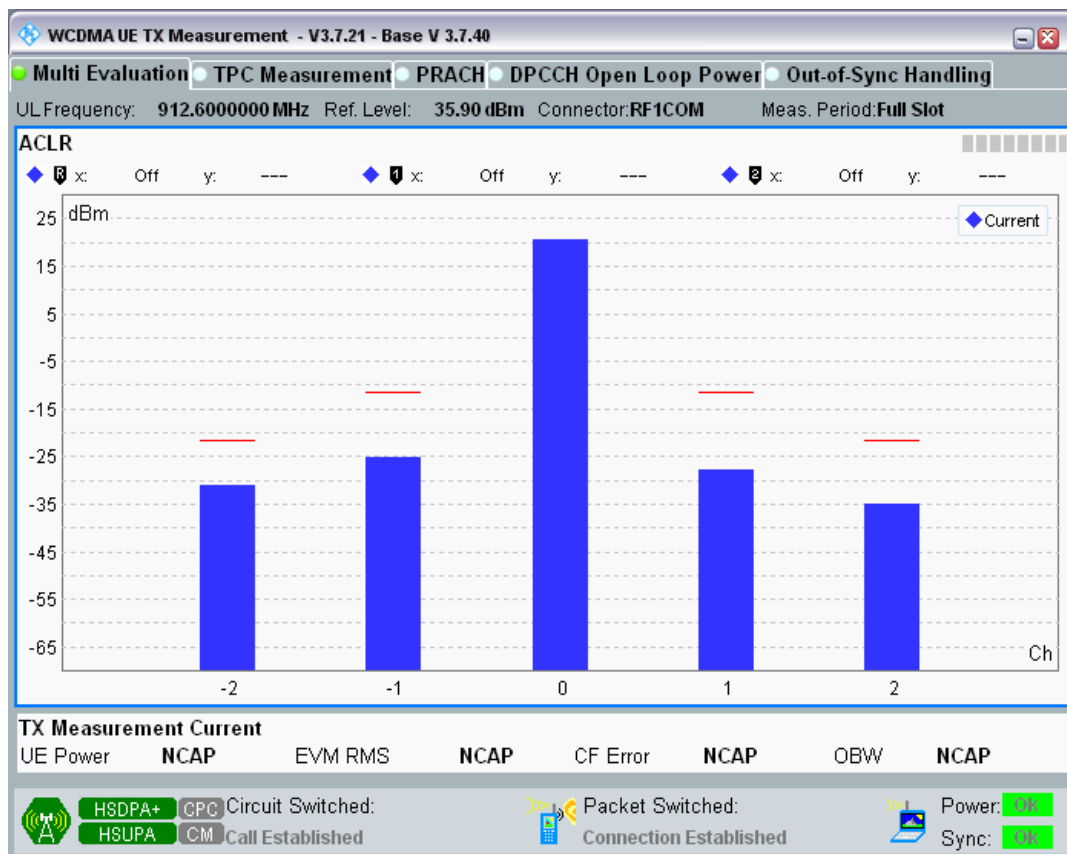 WCDMA UE TX Measurement - V3.7.21 - Base V 3.7.40
Multi Evaluation TPC Measurement PRACH DPCCH Open Loop Power Out-of-Sync Handling
UL Frequency: 912.6000000 MHz Ref. Level: 35.90 dBm Connector:RF1COM Meas. Period:Full Slot
ACLR
R x: Off y: --- 1 x: Off y: --- 2 x: Off y: ---
dBm
Current
25
15
5
-5
-15
-25
-35
-45
-55
-65
Ch
-2 -1 0 1 2
TX Measurement Current
UE Power NCAP EVM RMS NCAP CF Error NCAP OBW NCAP
HSDPA+ CPC Circuit Switched: Packet Switched: Power: Ok
HSUPA CM Call Established Connection Established Sync: Ok